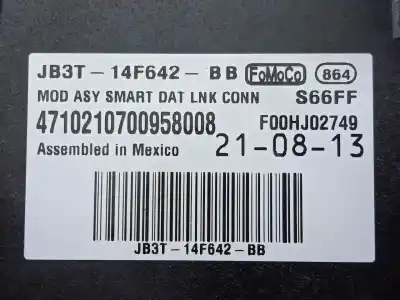 JB3T-14F642-BB FoMoCo 864
MOD ASY SMART DAT LNK CONN S66FF
4710210700958008 F00HJ02749
Assembled in Mexico 21-08-13
JB3T-14F642-BB